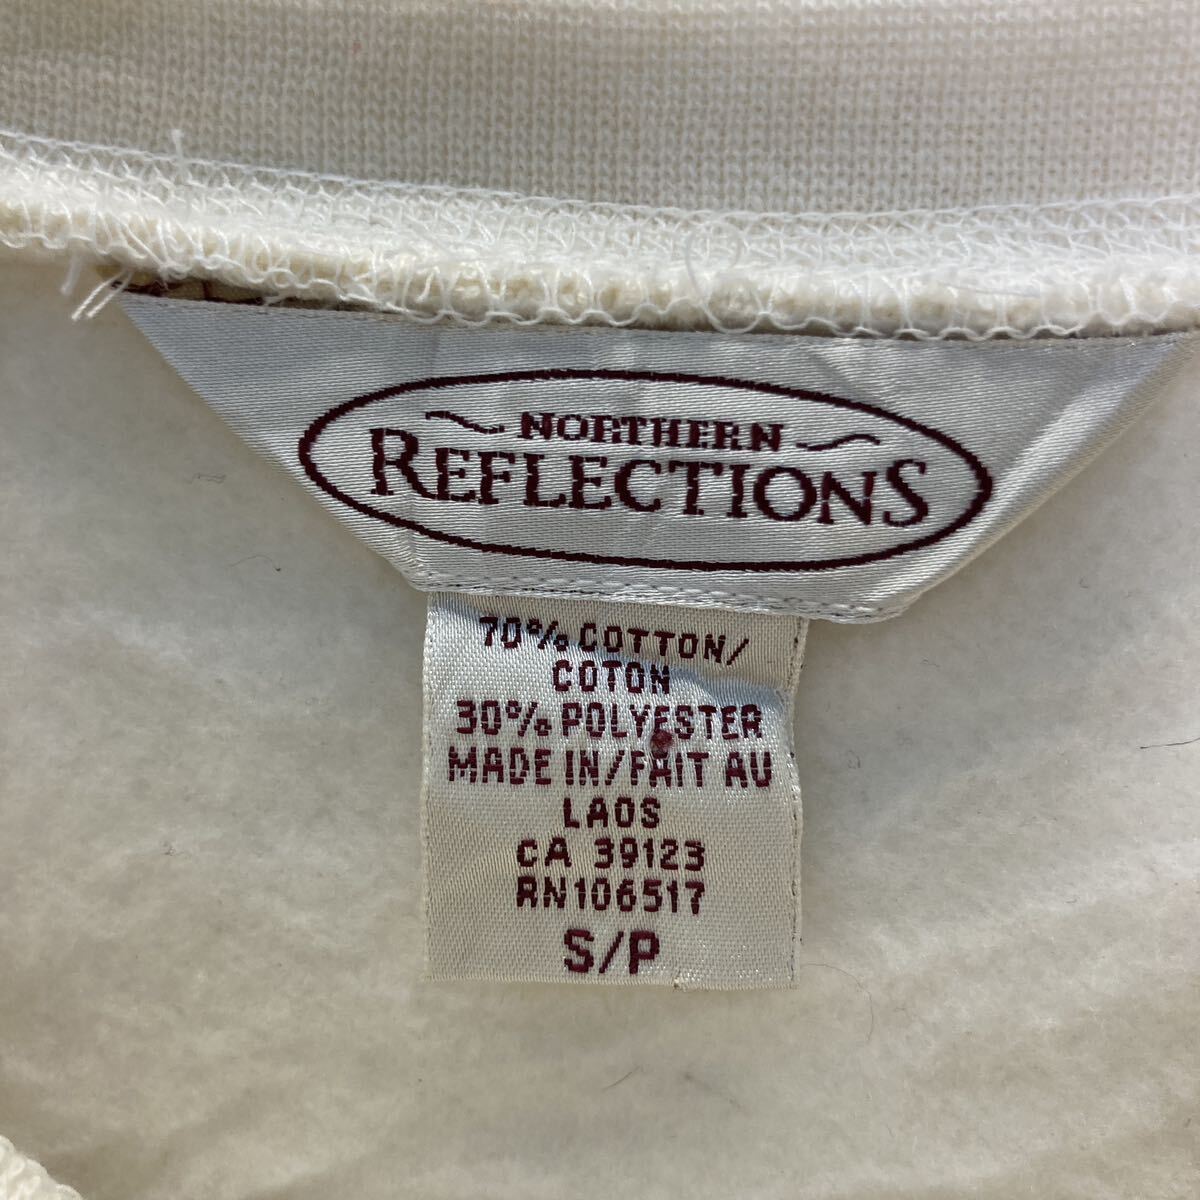 NORTHERN
REFLECTIONS
70% COTTON/
COTON
30% POLYESTER
MADE IN/FAIT AU
LAOS
CA 39123
RN106517
S/P